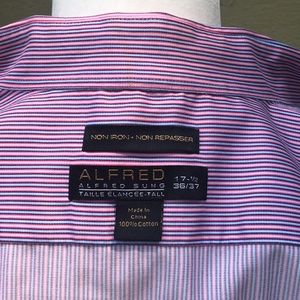 NON IRON • NON REPASSER
ALFRED
ALFRED SUNG
TAILLE ÉLANCÉE-TALL
17-½
36/37
Made in
China
100% Cotton